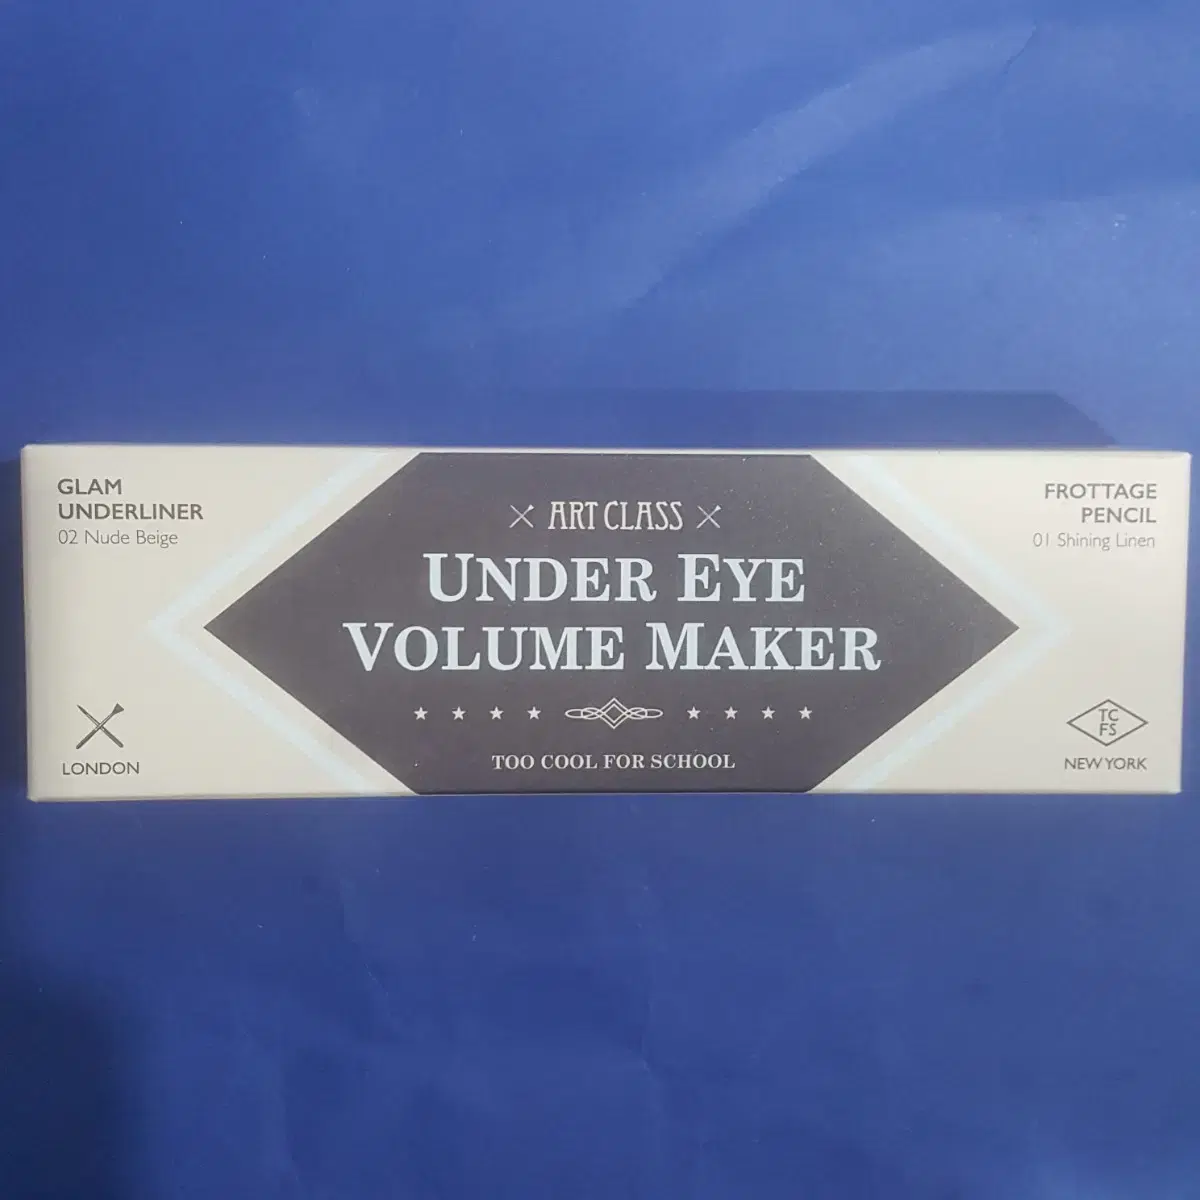 GLAM
UNDERLINER
02 Nude Beige
ART CLASS
UNDER EYE
VOLUME MAKER
TOO COOL FOR SCHOOL
FROTTAGE
PENCIL
01 Shining Linen
LONDON
TC
FS
NEW YORK